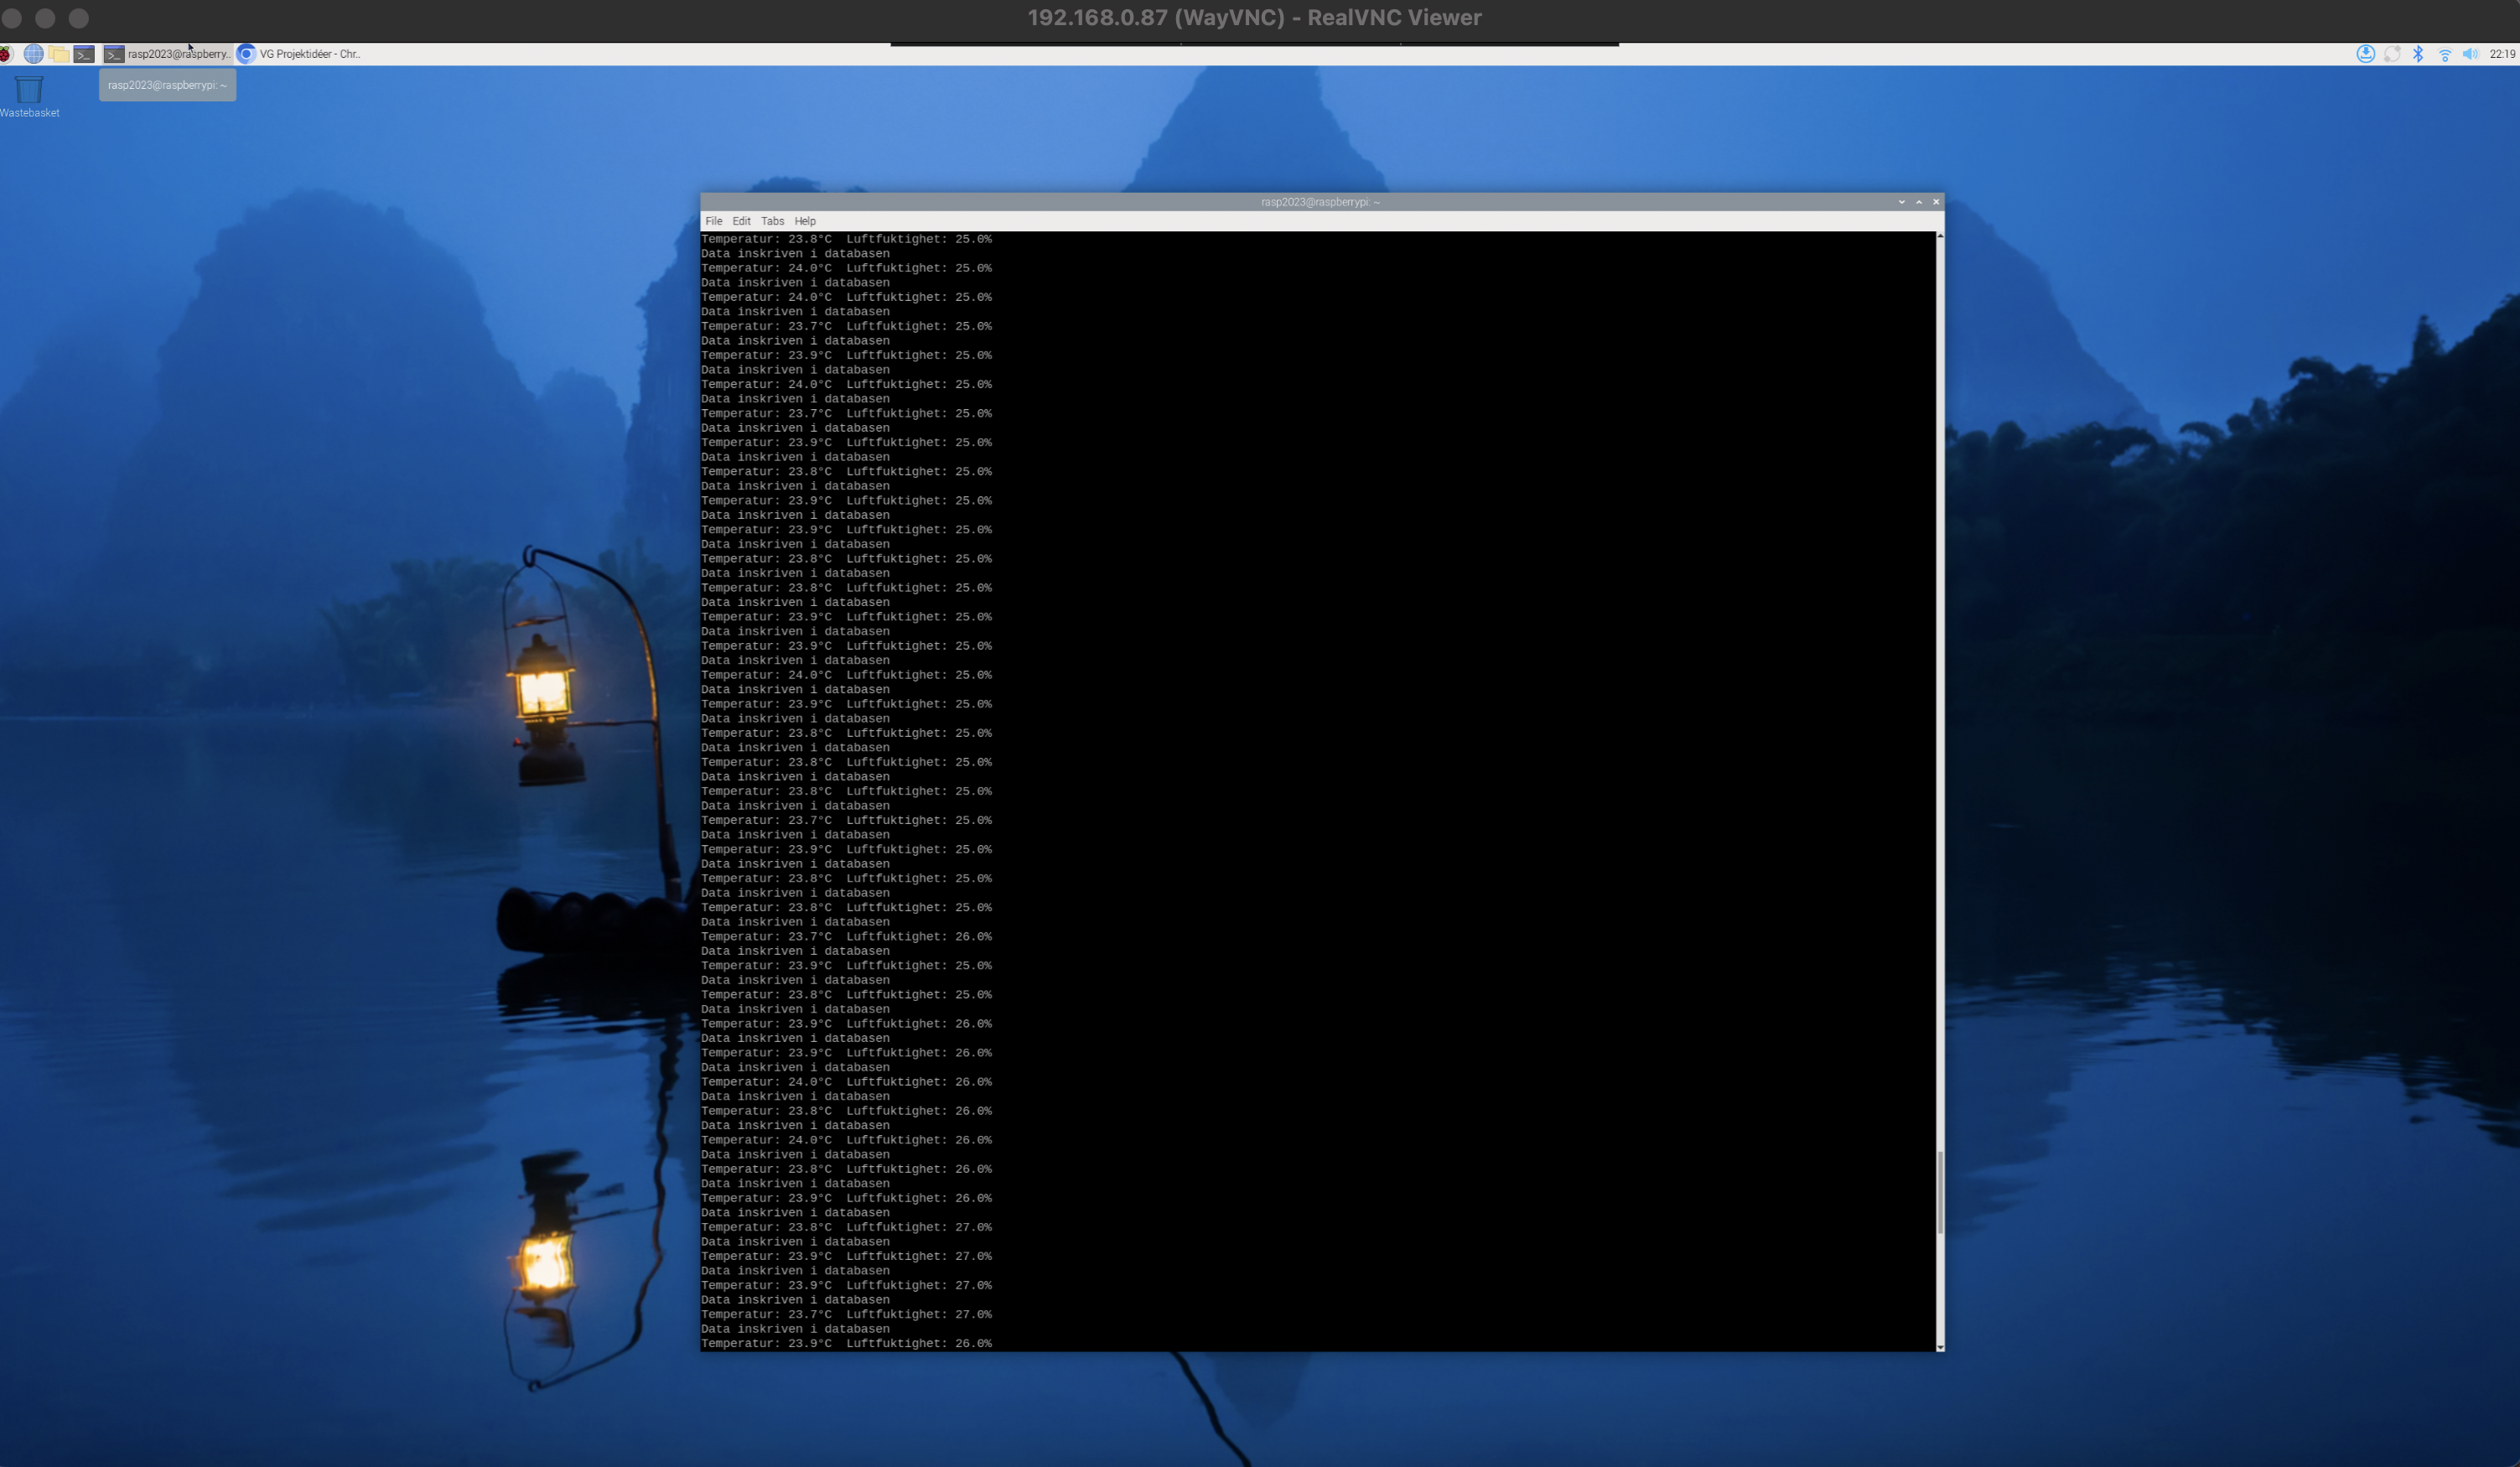 192.168.0.87 (WayVNC) - RealVNC Viewer
rasp2023@raspberry..
VG Projektidéer - Chr..
22:19
rasp2023@raspberrypi: ~
Wastebasket
rasp2023@raspberrypi: ~
File Edit Tabs Help
Temperatur: 23.8°C  Luftfuktighet: 25.0%
Data inskriven i databasen
Temperatur: 24.0°C  Luftfuktighet: 25.0%
Data inskriven i databasen
Temperatur: 24.0°C  Luftfuktighet: 25.0%
Data inskriven i databasen
Temperatur: 23.7°C  Luftfuktighet: 25.0%
Data inskriven i databasen
Temperatur: 23.9°C  Luftfuktighet: 25.0%
Data inskriven i databasen
Temperatur: 24.0°C  Luftfuktighet: 25.0%
Data inskriven i databasen
Temperatur: 23.7°C  Luftfuktighet: 25.0%
Data inskriven i databasen
Temperatur: 23.9°C  Luftfuktighet: 25.0%
Data inskriven i databasen
Temperatur: 23.8°C  Luftfuktighet: 25.0%
Data inskriven i databasen
Temperatur: 23.9°C  Luftfuktighet: 25.0%
Data inskriven i databasen
Temperatur: 23.9°C  Luftfuktighet: 25.0%
Data inskriven i databasen
Temperatur: 23.8°C  Luftfuktighet: 25.0%
Data inskriven i databasen
Temperatur: 23.8°C  Luftfuktighet: 25.0%
Data inskriven i databasen
Temperatur: 23.9°C  Luftfuktighet: 25.0%
Data inskriven i databasen
Temperatur: 23.9°C  Luftfuktighet: 25.0%
Data inskriven i databasen
Temperatur: 24.0°C  Luftfuktighet: 25.0%
Data inskriven i databasen
Temperatur: 23.9°C  Luftfuktighet: 25.0%
Data inskriven i databasen
Temperatur: 23.8°C  Luftfuktighet: 25.0%
Data inskriven i databasen
Temperatur: 23.8°C  Luftfuktighet: 25.0%
Data inskriven i databasen
Temperatur: 23.8°C  Luftfuktighet: 25.0%
Data inskriven i databasen
Temperatur: 23.7°C  Luftfuktighet: 25.0%
Data inskriven i databasen
Temperatur: 23.9°C  Luftfuktighet: 25.0%
Data inskriven i databasen
Temperatur: 23.8°C  Luftfuktighet: 25.0%
Data inskriven i databasen
Temperatur: 23.8°C  Luftfuktighet: 25.0%
Data inskriven i databasen
Temperatur: 23.7°C  Luftfuktighet: 26.0%
Data inskriven i databasen
Temperatur: 23.9°C  Luftfuktighet: 25.0%
Data inskriven i databasen
Temperatur: 23.8°C  Luftfuktighet: 25.0%
Data inskriven i databasen
Temperatur: 23.9°C  Luftfuktighet: 26.0%
Data inskriven i databasen
Temperatur: 23.9°C  Luftfuktighet: 26.0%
Data inskriven i databasen
Temperatur: 24.0°C  Luftfuktighet: 26.0%
Data inskriven i databasen
Temperatur: 23.8°C  Luftfuktighet: 26.0%
Data inskriven i databasen
Temperatur: 24.0°C  Luftfuktighet: 26.0%
Data inskriven i databasen
Temperatur: 23.8°C  Luftfuktighet: 26.0%
Data inskriven i databasen
Temperatur: 23.9°C  Luftfuktighet: 26.0%
Data inskriven i databasen
Temperatur: 23.8°C  Luftfuktighet: 27.0%
Data inskriven i databasen
Temperatur: 23.9°C  Luftfuktighet: 27.0%
Data inskriven i databasen
Temperatur: 23.9°C  Luftfuktighet: 27.0%
Data inskriven i databasen
Temperatur: 23.7°C  Luftfuktighet: 27.0%
Data inskriven i databasen
Temperatur: 23.9°C  Luftfuktighet: 26.0%